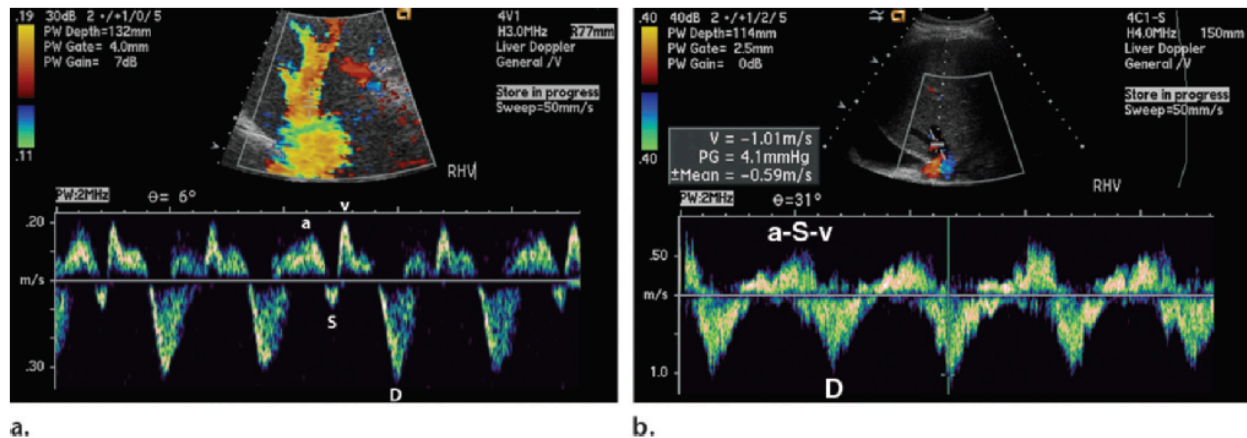 .19
30dB 2 +/+1/0/5
PW Depth=132mm
PW Gate= 4.0mm
PW Gain= 7dB
.11
4V1
H3.0MHz R77mm
Liver Doppler
General /V
Store in progress
Sweep=50mm/s
RHV
PW:2MHz
θ= 6°
.20
m/s
.30
a
v
S
D
a.
.40
40dB 2 +/+1/2/5
PW Depth=114mm
PW Gate= 2.5mm
PW Gain= 0dB
.40
4C1-S
H4.0MHz 150mm
Liver Doppler
General /V
Store in progress
Sweep=50mm/s
V = -1.01m/s
PG = 4.1mmHg
±Mean = -0.59m/s
RHV
PW:2MHz
θ=31°
.50
m/s
1.0
a-S-v
D
b.